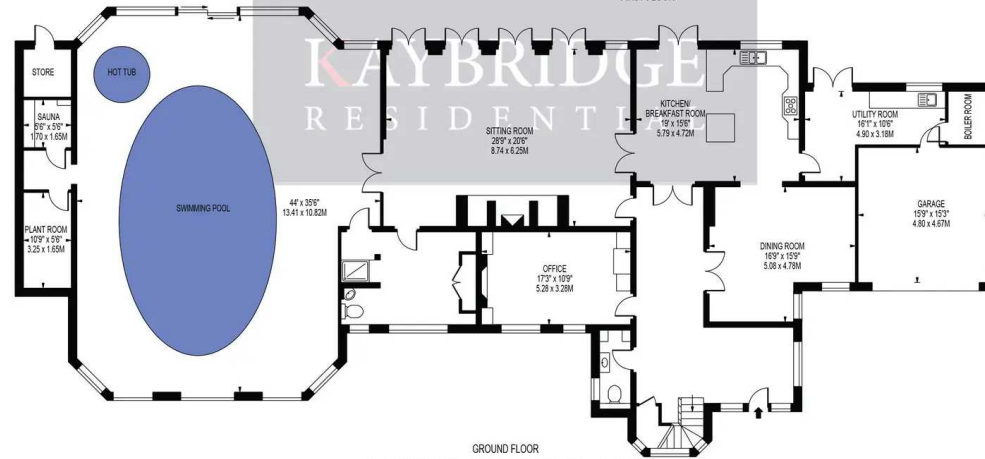 KAYBRIDGE
RESIDENTIAL
STORE
HOT TUB
SAUNA
5'6" x 5'6"
1.70 x 1.65M
SWIMMING POOL
44' x 35'6"
13.41 x 10.82M
PLANT ROOM
10'9" x 5'6"
3.25 x 1.65M
SITTING ROOM
28'9" x 20'6"
8.74 x 6.25M
KITCHEN/
BREAKFAST ROOM
19' x 15'6"
5.79 x 4.72M
UTILITY ROOM
16'1" x 10'6"
4.90 x 3.18M
BOILER ROOM
GARAGE
15'9" x 15'3"
4.80 x 4.67M
DINING ROOM
16'9" x 15'9"
5.08 x 4.78M
OFFICE
17'3" x 10'9"
5.28 x 3.28M
GROUND FLOOR